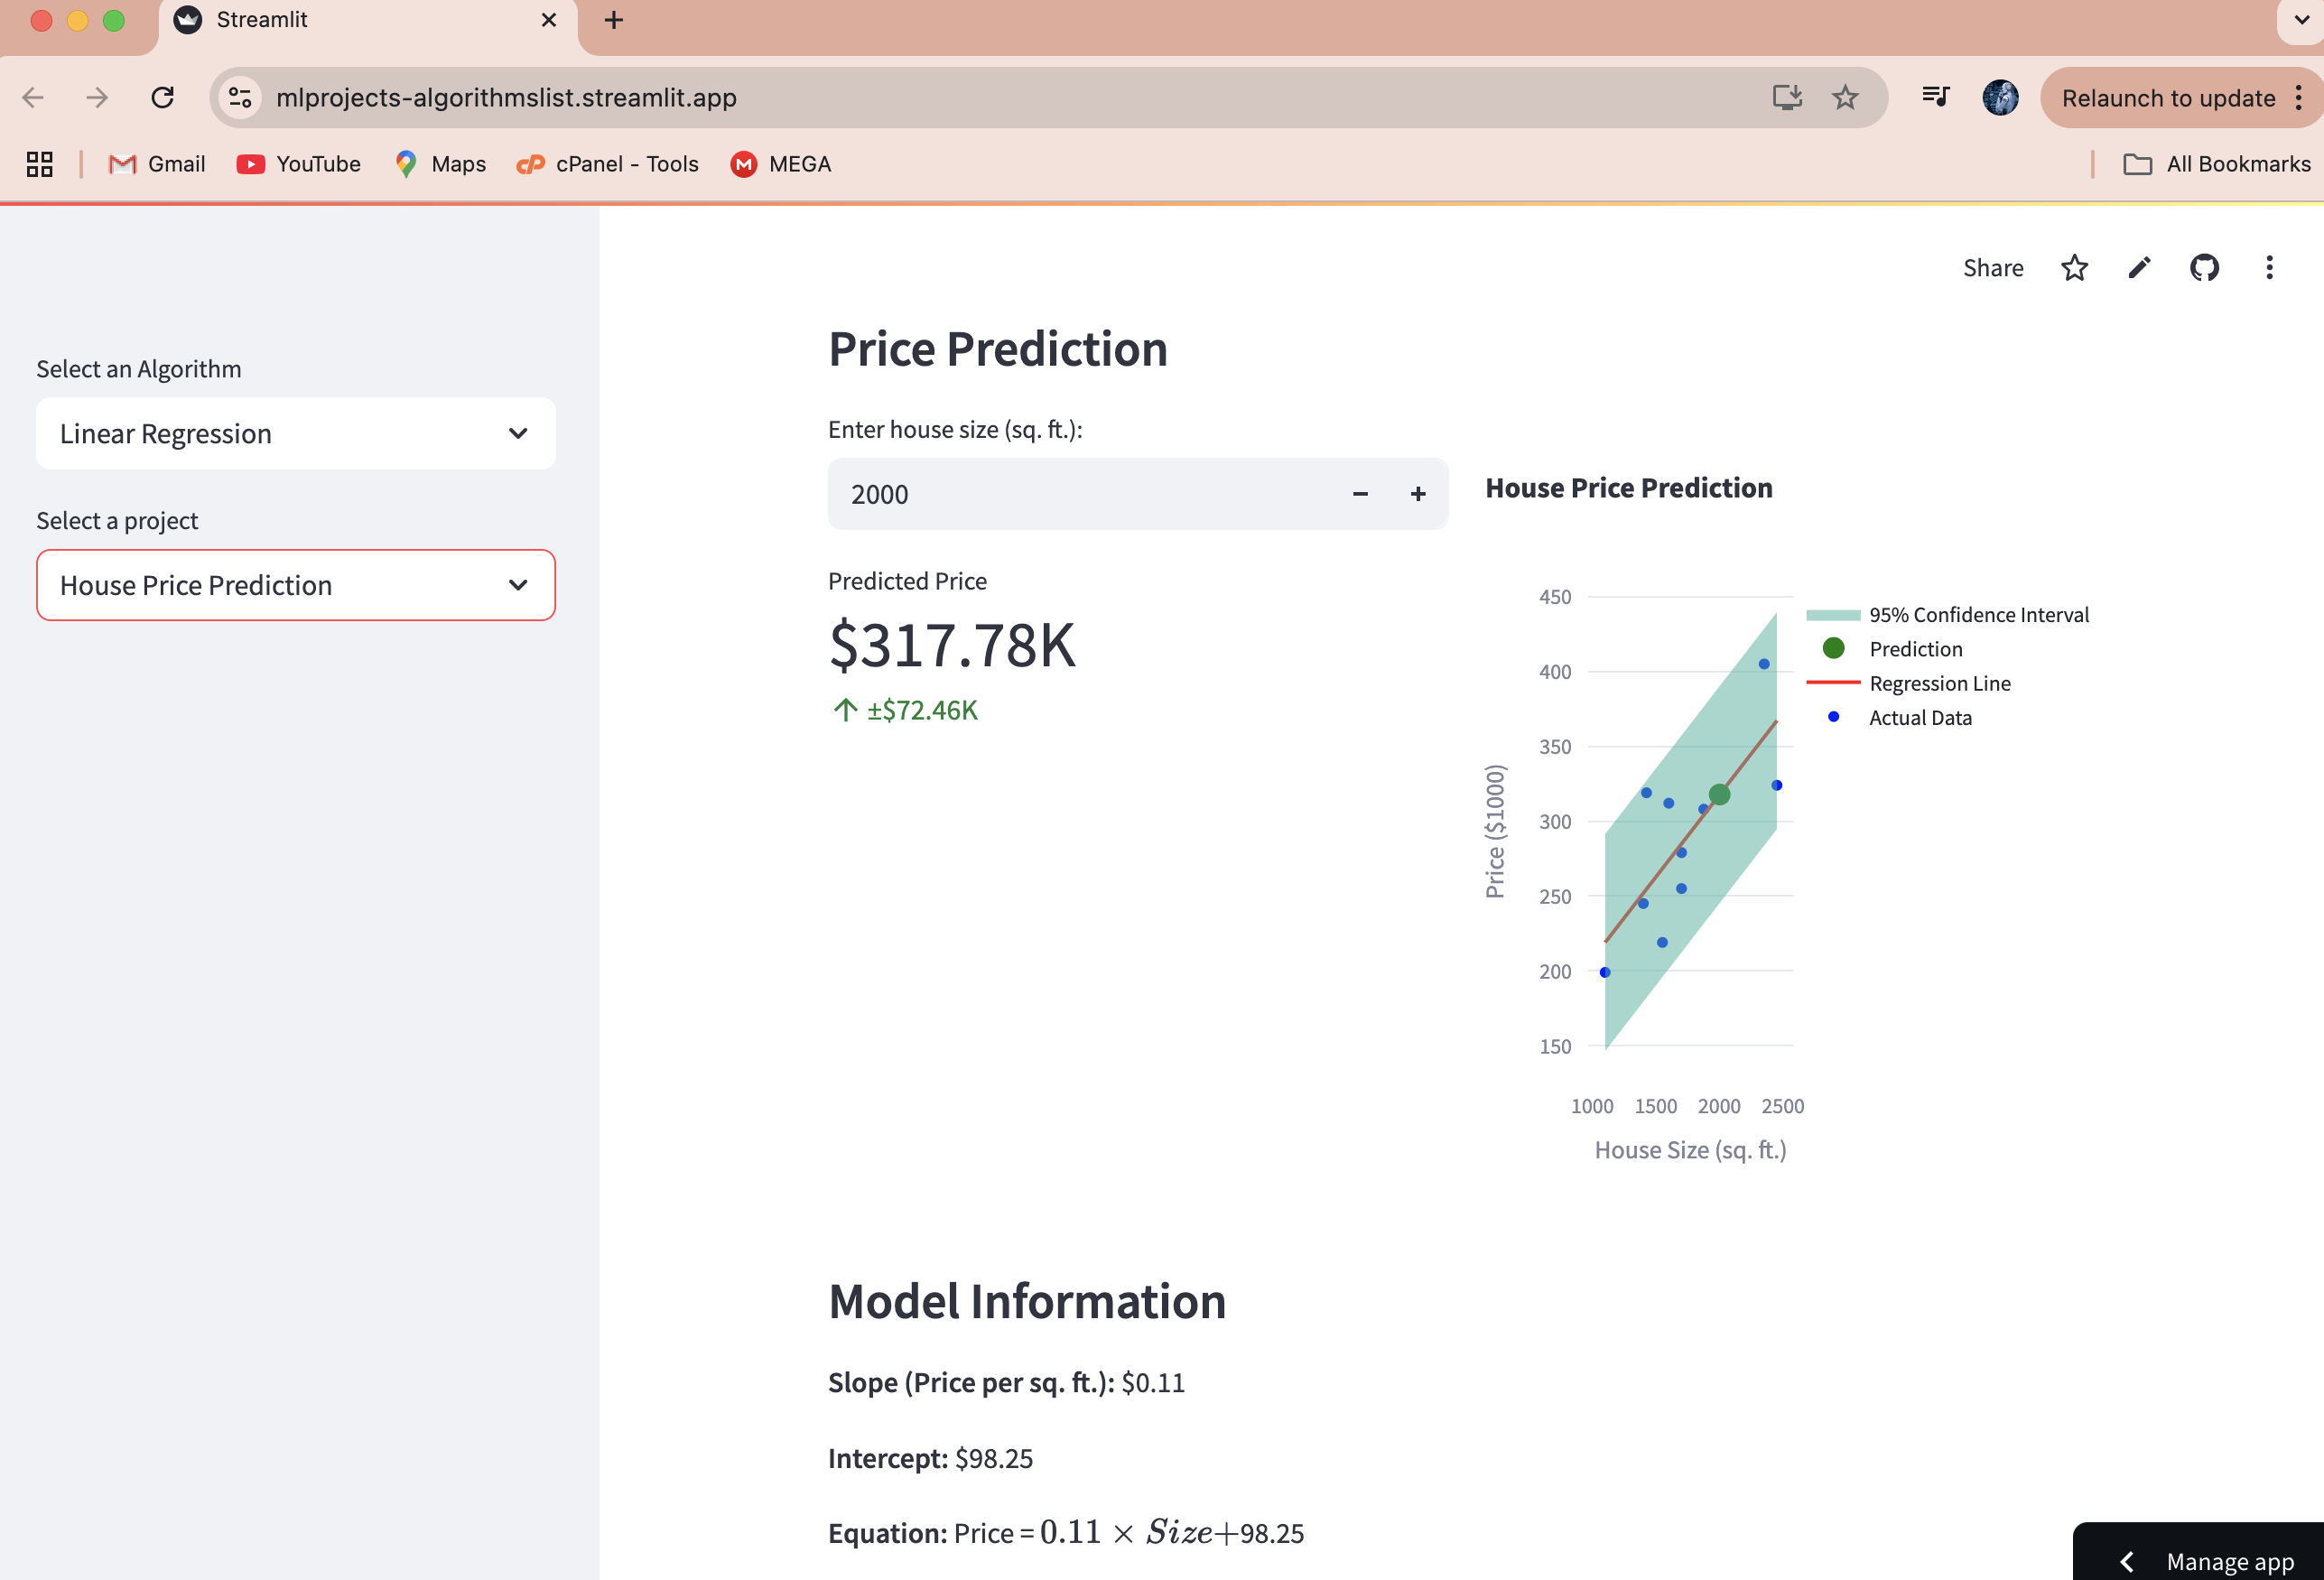 Streamlit
mlprojects-algorithmslist.streamlit.app
Relaunch to update
Gmail
YouTube
Maps
cPanel - Tools
MEGA
All Bookmarks
Share
Select an Algorithm
Linear Regression
Select a project
House Price Prediction
Price Prediction
Enter house size (sq. ft.):
2000
Predicted Price
$317.78K
±$72.46K
House Price Prediction
450
400
350
300
250
200
150
Price ($1000)
1000 1500 2000 2500
House Size (sq. ft.)
95% Confidence Interval
Prediction
Regression Line
Actual Data
Model Information
Slope (Price per sq. ft.): $0.11
Intercept: $98.25
Equation: Price = 0.11 × Size+98.25
Manage app